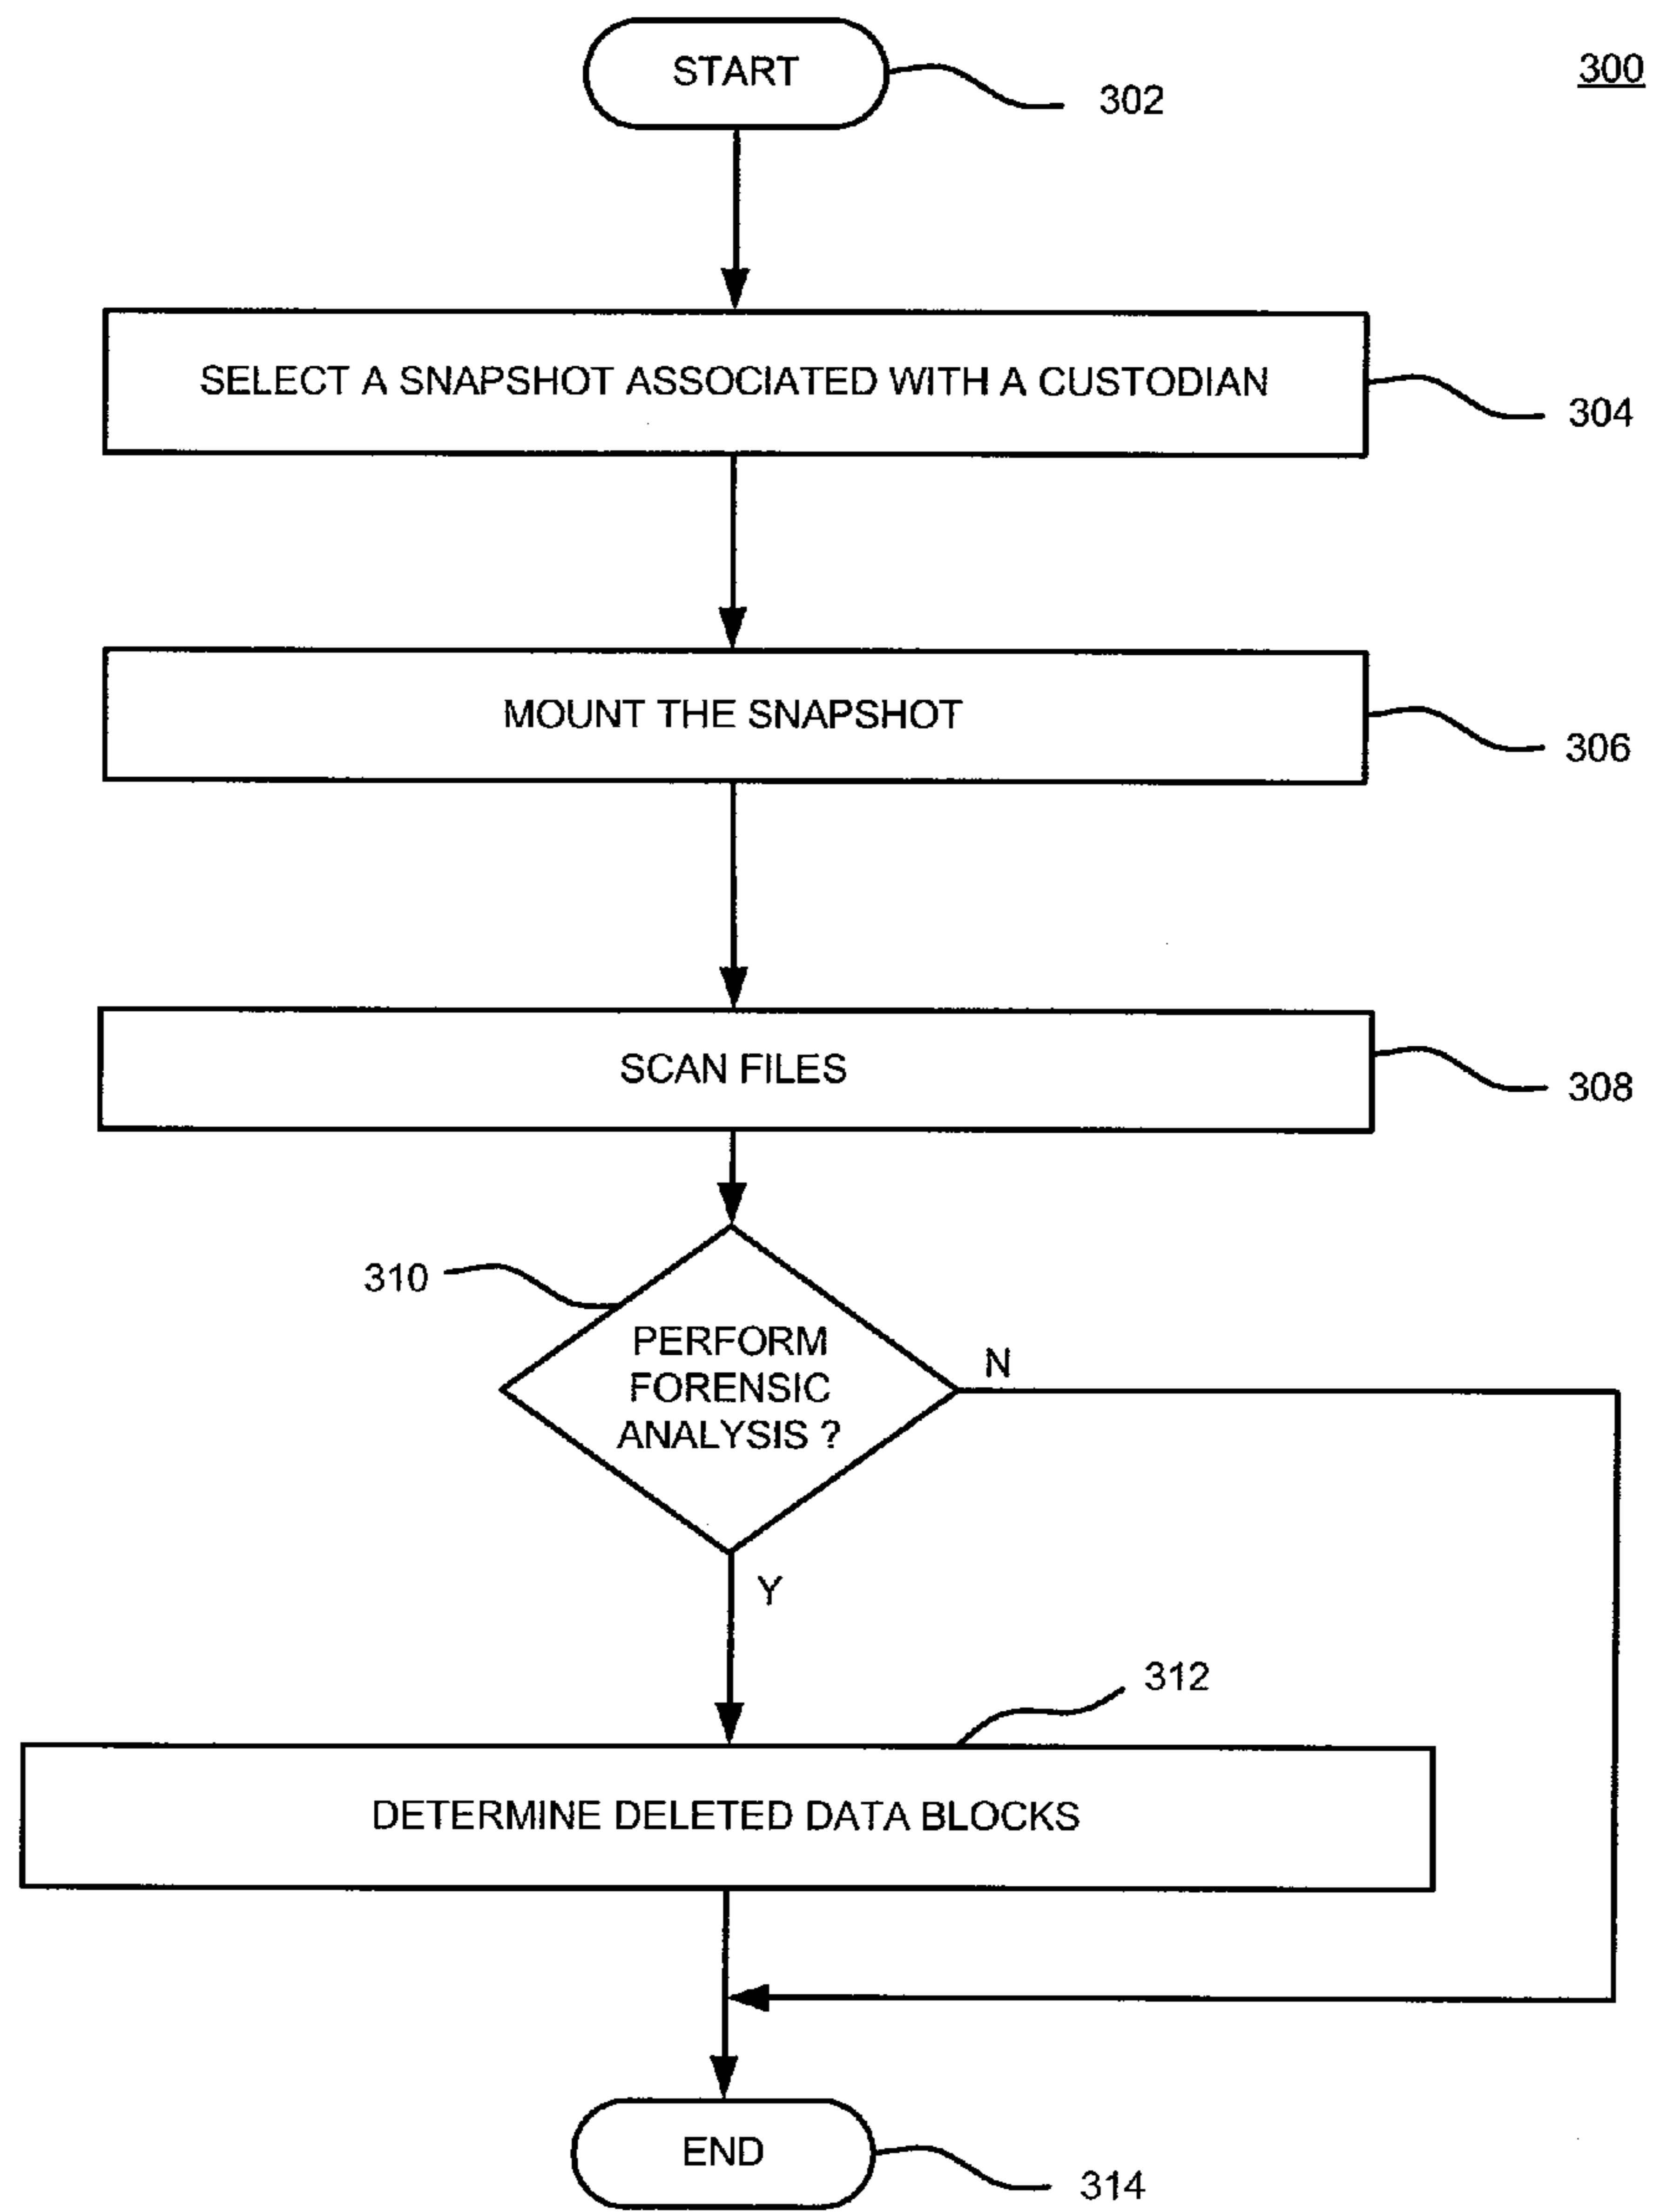 START
302
300
SELECT A SNAPSHOT ASSOCIATED WITH A CUSTODIAN
304
MOUNT THE SNAPSHOT
306
SCAN FILES
308
310
PERFORM
FORENSIC
ANALYSIS ?
N
Y
312
DETERMINE DELETED DATA BLOCKS
END
314